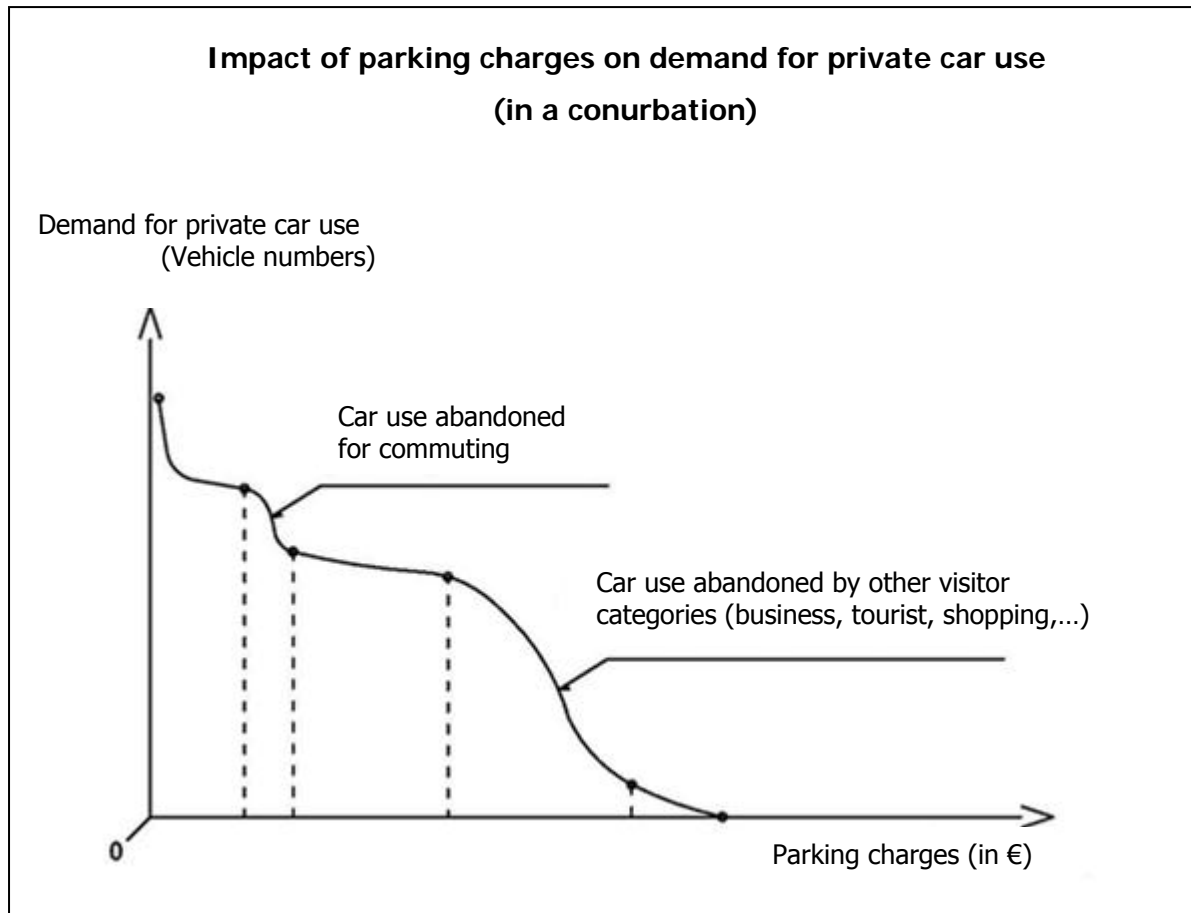 Impact of parking charges on demand for private car use
(in a conurbation)
Demand for private car use
(Vehicle numbers)
Car use abandoned
for commuting
Car use abandoned by other visitor
categories (business, tourist, shopping,…)
0
Parking charges (in €)